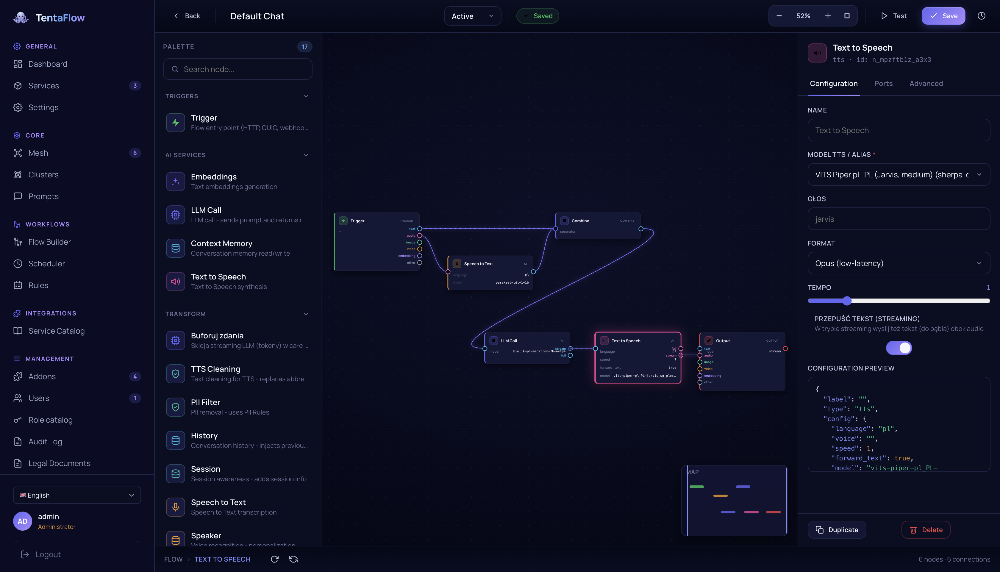 TentaFlow
GENERAL
Dashboard
Services 3
Settings
CORE
Mesh 6
Clusters
Prompts
WORKFLOWS
Flow Builder
Scheduler
Rules
INTEGRATIONS
Service Catalog
MANAGEMENT
Addons 4
Users 1
Role catalog
Audit Log
Legal Documents
English
AD
admin
Administrator
Logout
Back
Default Chat
Active
Saved
52%
Test
Save
PALETTE 17
Search node...
TRIGGERS
Trigger
Flow entry point (HTTP, QUIC, webhoo...
AI SERVICES
Embeddings
Text embeddings generation
LLM Call
LLM call - sends prompt and returns r...
Context Memory
Conversation memory read/write
Text to Speech
Text to Speech synthesis
TRANSFORM
Buforuj zdania
Skleja streaming LLM (tokeny) w całe ...
TTS Cleaning
Text cleaning for TTS - replaces abbre...
PII Filter
PII removal - uses PII Rules
History
Conversation history - injects previou...
Session
Session awareness - adds session info
Speech to Text
Speech to Text transcription
Speaker
Voice recognition - personalization
Trigger TRIGGER
text
–
audio
image
video
embedding
other
Speech to Text AI
language pl
model parakeet-tdt-1-1b
Combine COMBINE
separator
LLM Call AI
stream
model bielik-pl-minitron-7b-nvfp4
full
Text to Speech AI
full
language pl
stream
speed 1
forward_text true
model vits-piper-pl_PL-jarvis_wg_glos…
Output OUTPUT
text
mode stream
audio
image
video
embedding
other
MAP
Text to Speech
tts · id: n_mpzftb1z_a3x3
Configuration Ports Advanced
NAME
Text to Speech
MODEL TTS / ALIAS *
VITS Piper pl_PL (Jarvis, medium) (sherpa-o
GŁOS
jarvis
FORMAT
Opus (low-latency)
TEMPO 1
PRZEPUŚĆ TEKST (STREAMING)
W trybie streaming wyślij też tekst (do bąbla) obok audio
CONFIGURATION PREVIEW
{
"label": "",
"type": "tts",
"config": {
"language": "pl",
"voice": "",
"speed": 1,
"forward_text": true,
"model": "vits-piper-pl_PL-
Duplicate
Delete
FLOW › TEXT TO SPEECH
6 nodes · 6 connections